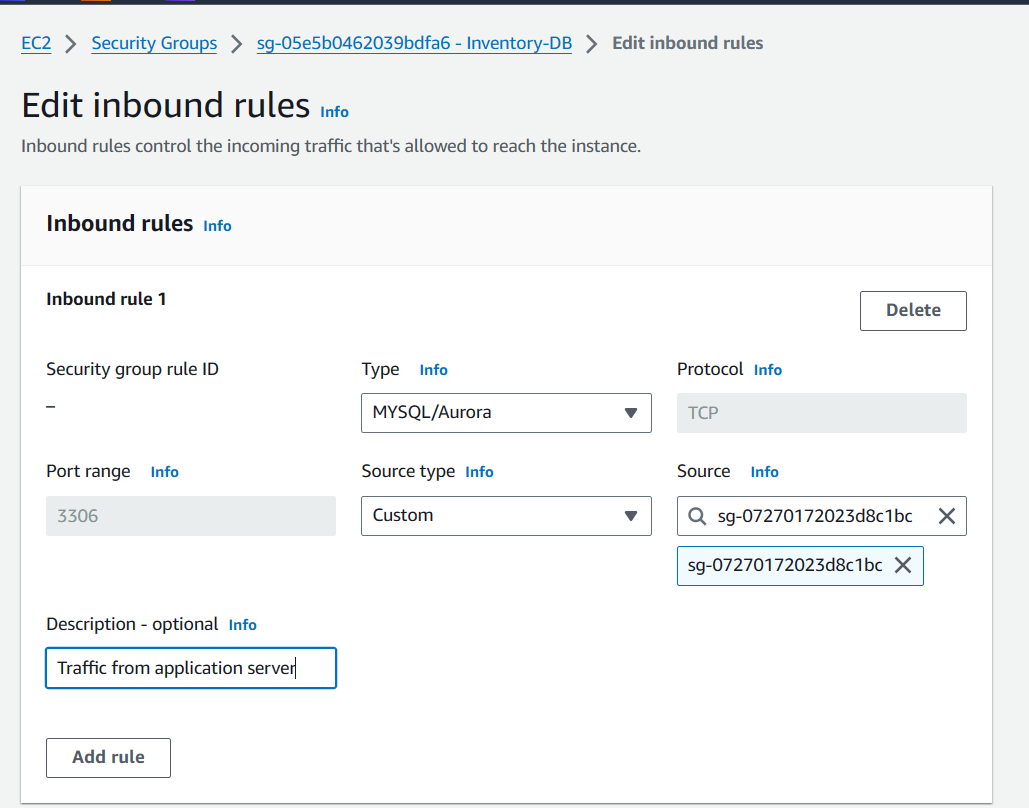 EC2 > Security Groups > sg-05e5b0462039bdfa6 - Inventory-DB > Edit inbound rules
Edit inbound rules Info
Inbound rules control the incoming traffic that's allowed to reach the instance.
Inbound rules Info
Inbound rule 1
Delete
Security group rule ID
–
Type Info
MYSQL/Aurora
Protocol Info
TCP
Port range Info
3306
Source type Info
Custom
Source Info
sg-07270172023d8c1bc
sg-07270172023d8c1bc
Description - optional Info
Traffic from application server
Add rule